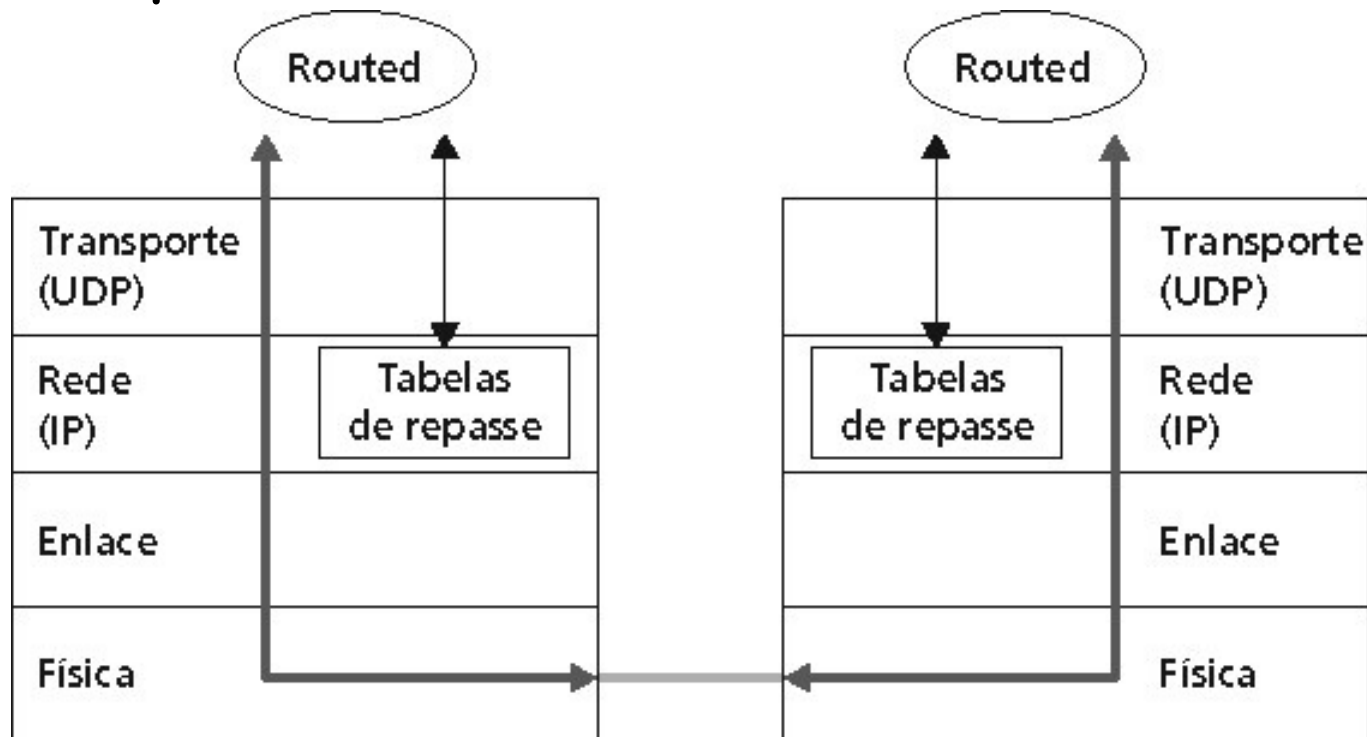 Routed
Routed
Transporte
(UDP)
Transporte
(UDP)
Rede
(IP)
Tabelas
de repasse
Tabelas
de repasse
Rede
(IP)
Enlace
Enlace
Física
Física